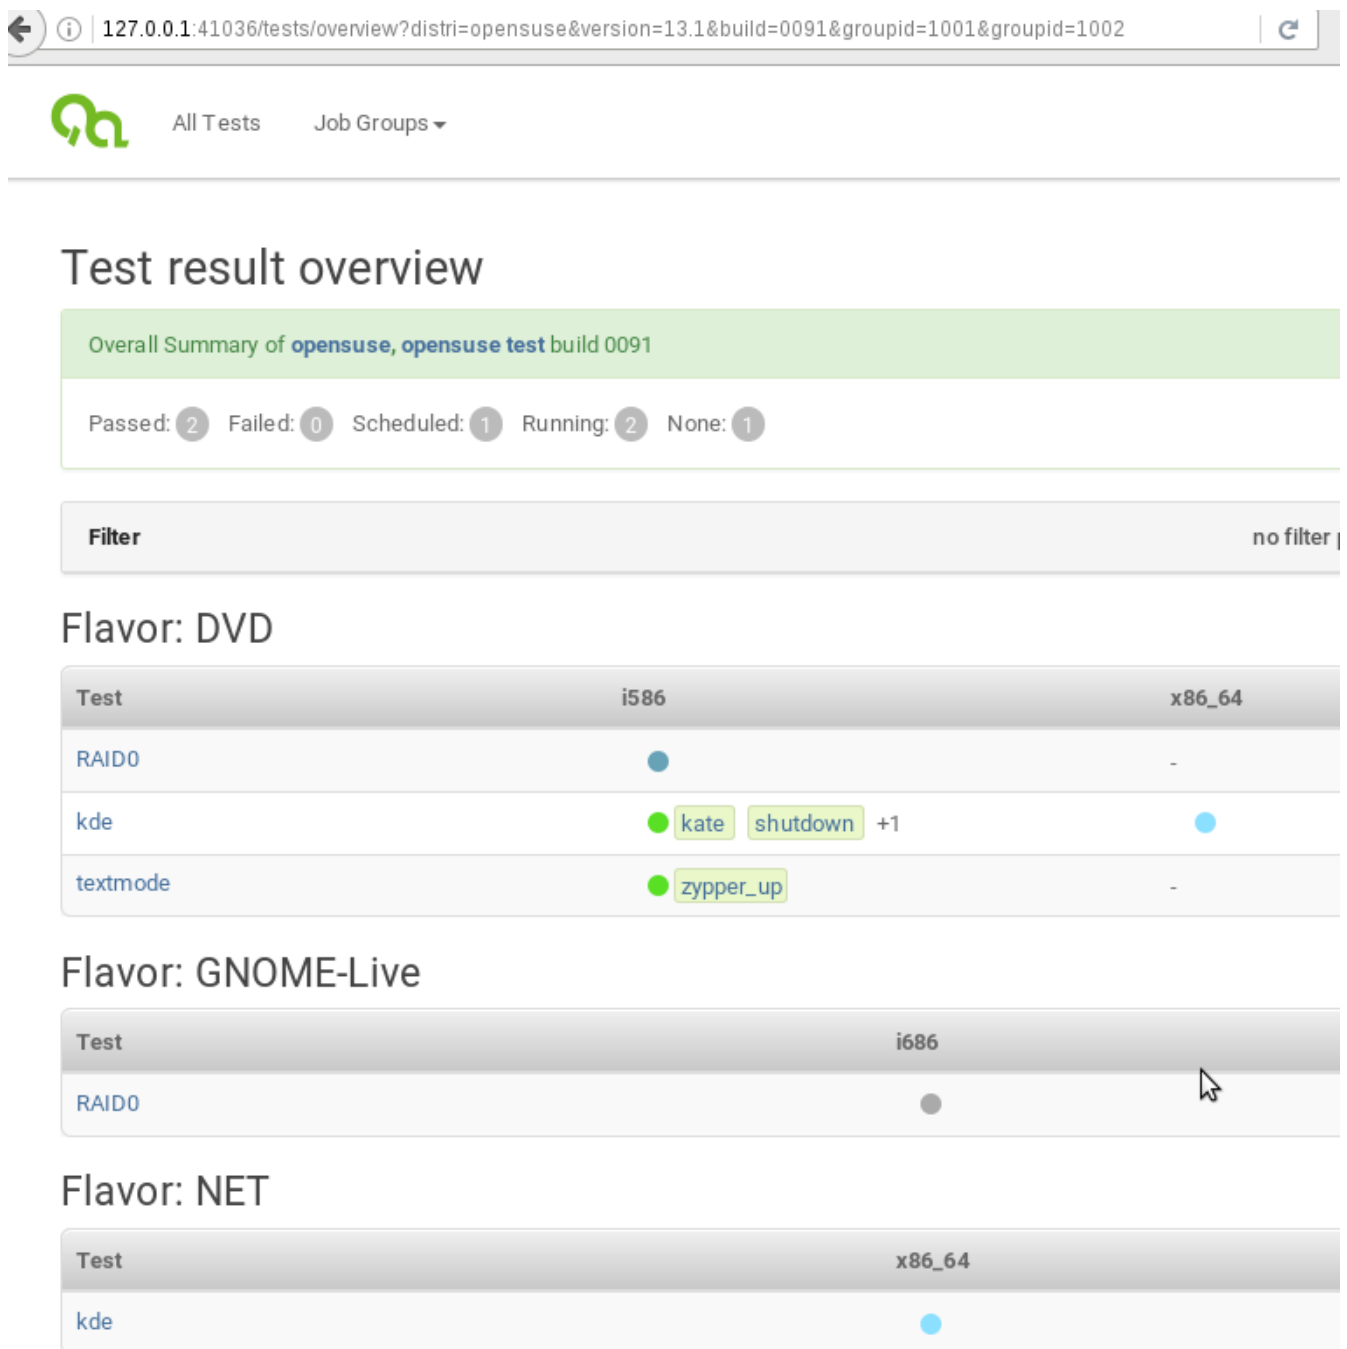 127.0.0.1:41036/tests/overview?distri=opensuse&version=13.1&build=0091&groupid=1001&groupid=1002
All Tests Job Groups
Test result overview
Overall Summary of opensuse, opensuse test build 0091
Passed: 2 Failed: 0 Scheduled: 1 Running: 2 None: 1
Filter no filter
Flavor: DVD
Test i586 x86_64
RAID0 -
kde kate shutdown +1
textmode zypper_up -
Flavor: GNOME-Live
Test i686
RAID0
Flavor: NET
Test x86_64
kde